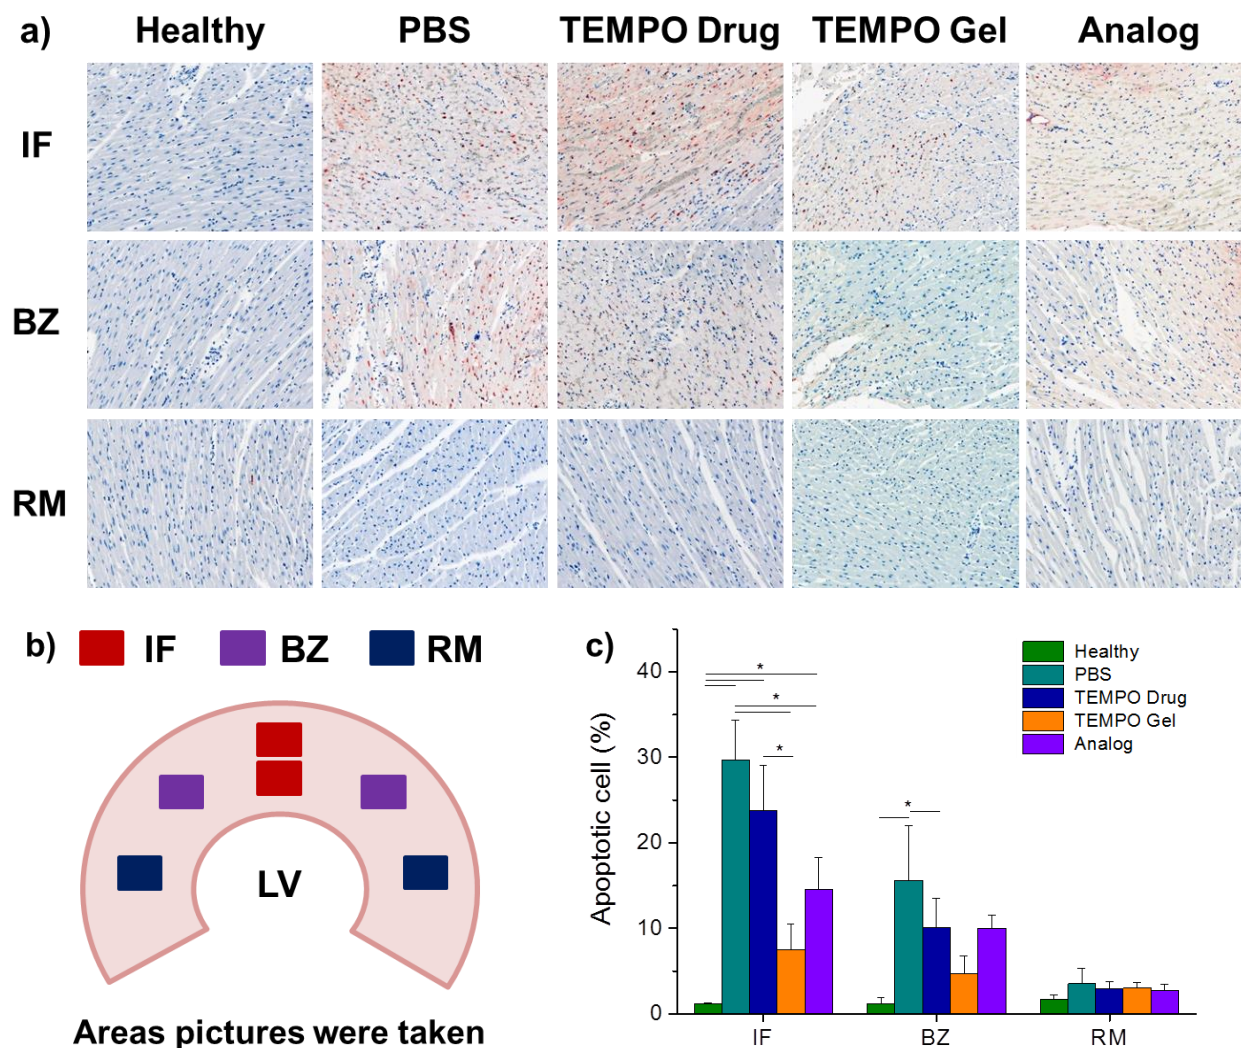 a) Healthy PBS TEMPO Drug TEMPO Gel Analog
IF
BZ
RM
b) IF BZ RM
LV
Areas pictures were taken
c)
Apoptotic cell (%)
40
30
20
10
0
* * * *
Healthy
PBS
TEMPO Drug
TEMPO Gel
Analog
IF BZ RM